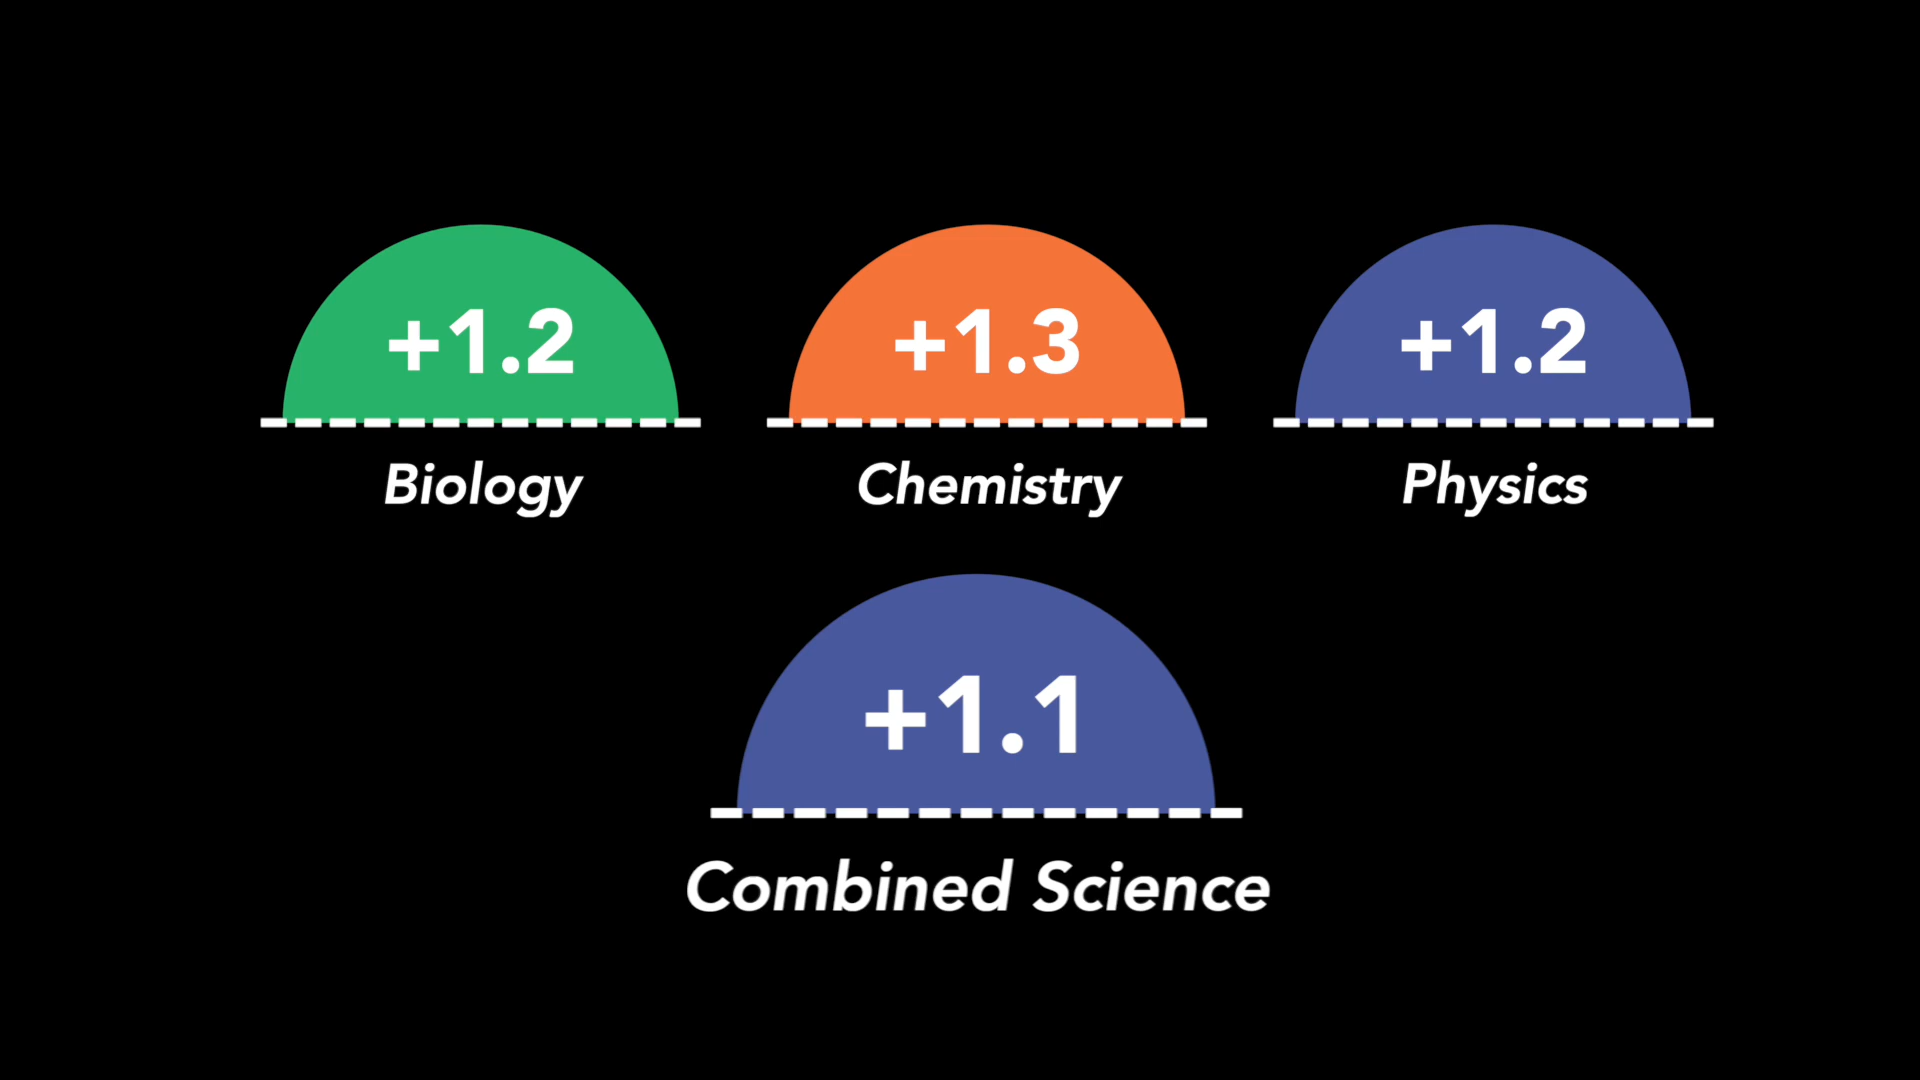 +1.2 +1.3 +1.2
Biology Chemistry Physics
+1.1
Combined Science